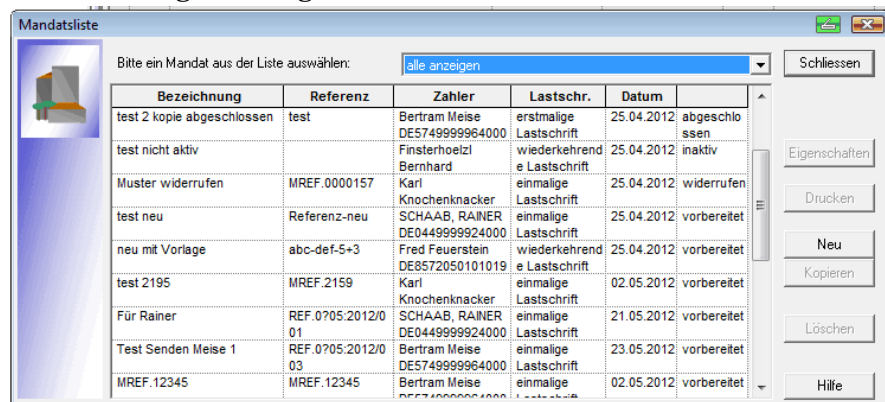 Mandatsliste
Bitte ein Mandat aus der Liste auswählen:
alle anzeigen
Schliessen
Bezeichnung Referenz Zahler Lastschr. Datum
test 2 kopie abgeschlossen test Bertram Meise erstmalige 25.04.2012 abgeschlo
DE5749999964000 Lastschrift ssen
test nicht aktiv Finsterhoelzl wiederkehrend 25.04.2012 inaktiv
Bernhard e Lastschrift
Eigenschaften
Muster widerrufen MREF.0000157 Karl einmalige 25.04.2012 widerrufen
Knochenknacker Lastschrift
Drucken
test neu Referenz-neu SCHAAB, RAINER einmalige 25.04.2012 vorbereitet
DE0449999924000 Lastschrift
neu mit Vorlage abc-def-5+3 Fred Feuerstein wiederkehrend 25.04.2012 vorbereitet
DE8572050101019 e Lastschrift
Neu
test 2195 MREF.2159 Karl einmalige 02.05.2012 vorbereitet
Knochenknacker Lastschrift
Kopieren
Für Rainer REF.0?05:2012/0 SCHAAB, RAINER einmalige 21.05.2012 vorbereitet
01 DE0449999924000 Lastschrift
Löschen
Test Senden Meise 1 REF.0?05:2012/0 Bertram Meise einmalige 23.05.2012 vorbereitet
03 DE5749999964000 Lastschrift
MREF.12345 MREF.12345 Bertram Meise einmalige 02.05.2012 vorbereitet
Hilfe